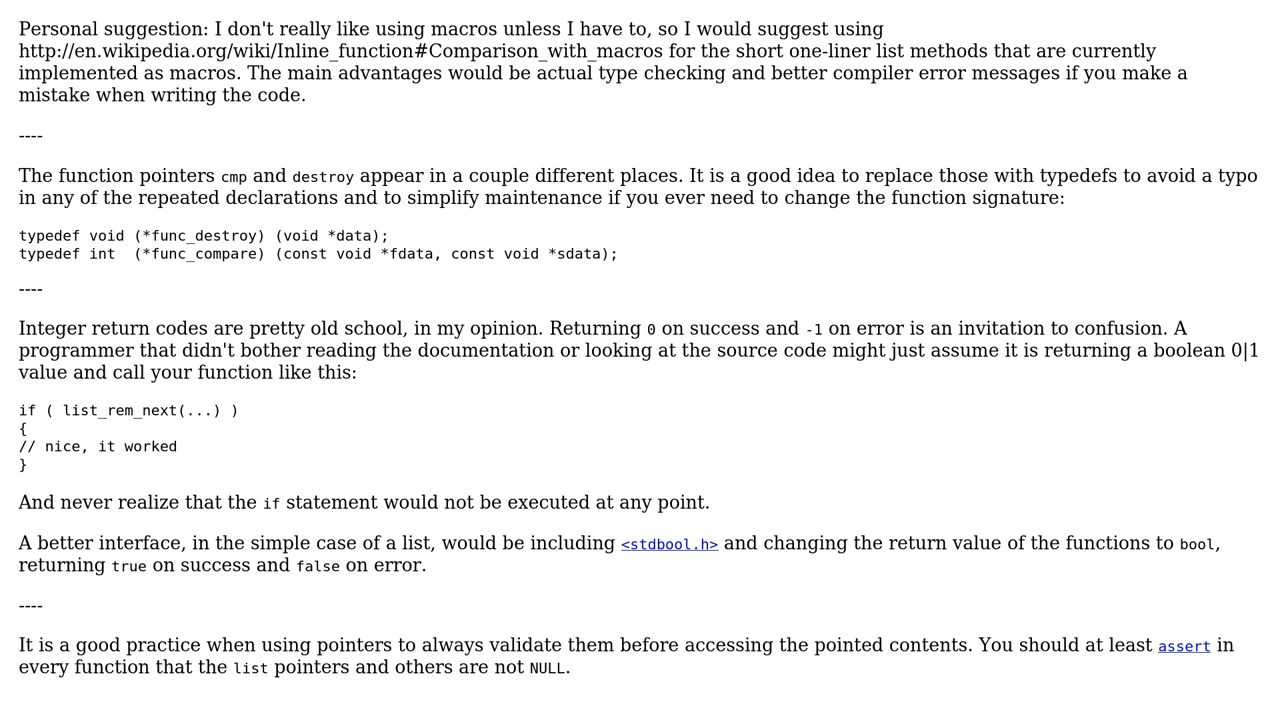 Personal suggestion: I don't really like using macros unless I have to, so I would suggest using
http://en.wikipedia.org/wiki/Inline_function#Comparison_with_macros for the short one-liner list methods that are currently
implemented as macros. The main advantages would be actual type checking and better compiler error messages if you make a
mistake when writing the code.
----
The function pointers cmp and destroy appear in a couple different places. It is a good idea to replace those with typedefs to avoid a typo
in any of the repeated declarations and to simplify maintenance if you ever need to change the function signature:
typedef void (*func_destroy) (void *data);
typedef int  (*func_compare) (const void *fdata, const void *sdata);
----
Integer return codes are pretty old school, in my opinion. Returning 0 on success and -1 on error is an invitation to confusion. A
programmer that didn't bother reading the documentation or looking at the source code might just assume it is returning a boolean 0|1
value and call your function like this:
if ( list_rem_next(...) )
{
// nice, it worked
}
And never realize that the if statement would not be executed at any point.
A better interface, in the simple case of a list, would be including <stdbool.h> and changing the return value of the functions to bool,
returning true on success and false on error.
----
It is a good practice when using pointers to always validate them before accessing the pointed contents. You should at least assert in
every function that the list pointers and others are not NULL.